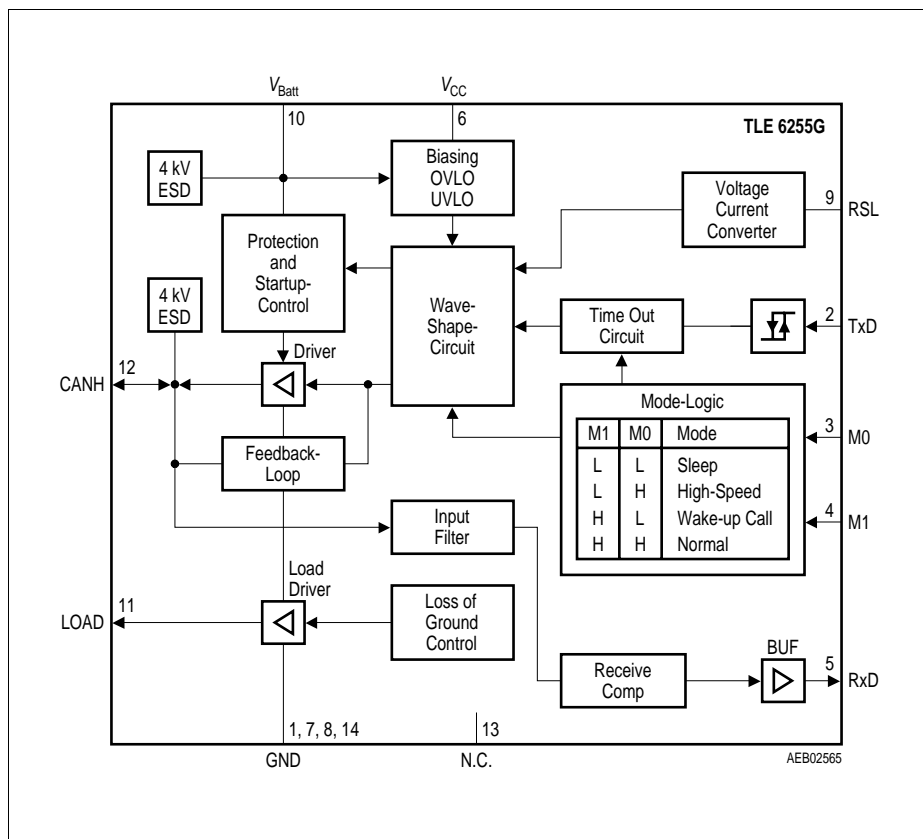 V Batt
V CC
10
6
TLE 6255G
4 kV
ESD
Biasing
OVLO
UVLO
Voltage
Current
Converter
9
RSL
Protection
and
Startup-
Control
4 kV
ESD
Wave-
Shape-
Circuit
Time Out
Circuit
2
TxD
Driver
CANH
12
Mode-Logic
M1 M0 Mode
L L Sleep
L H High-Speed
H L Wake-up Call
H H Normal
3
M0
4
M1
Feedback-
Loop
Input
Filter
Load
Driver
LOAD
11
Loss of
Ground
Control
Receive
Comp
BUF
5
RxD
1, 7, 8, 14
13
GND
N.C.
AEB02565